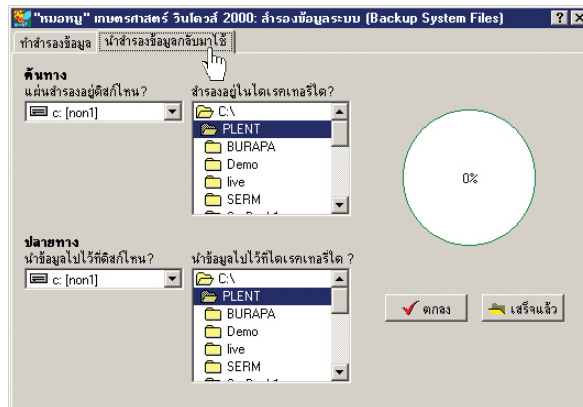 "หมอหมู" เกษตรศาสตร์ วินโดวส์ 2000: สำรองข้อมูลระบบ (Backup System Files)
ทำสำรองข้อมูล นำสำรองข้อมูลกลับมาใช้
ต้นทาง
แผ่นสำรองอยู่ดิสก์ไหน? สำรองอยู่ในไดเรคเทอรีใด?
c: [non1]
C:\
PLENT
BURAPA
Demo
live
SERM
0%
ปลายทาง
นำข้อมูลไปไว้ที่ดิสก์ไหน? นำข้อมูลไปไว้ที่ไดเรคเทอรีใด ?
c: [non1]
C:\
PLENT
BURAPA
Demo
live
SERM
ตกลง เสร็จแล้ว